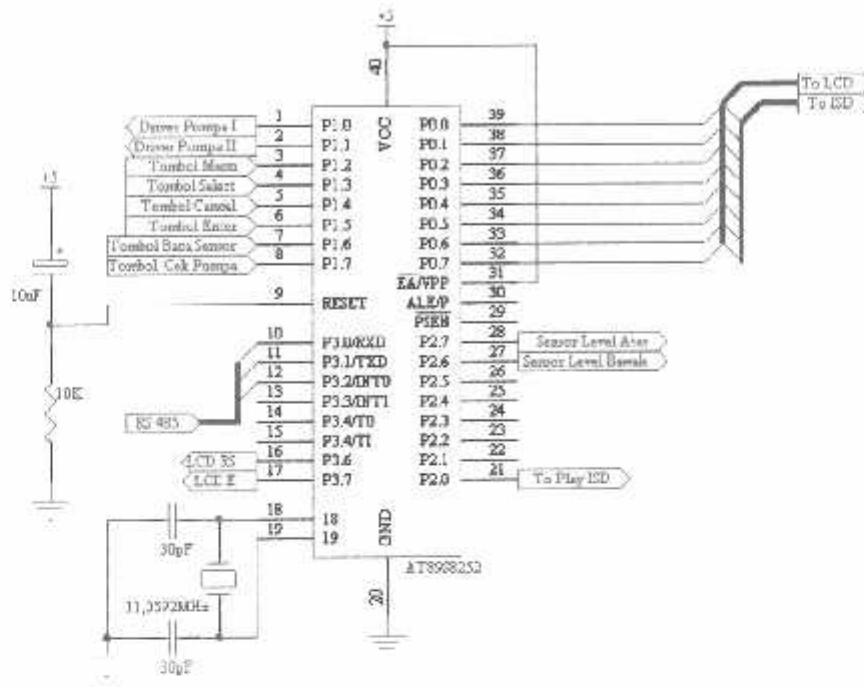 +5
40
VCC
1 P1.0 Driver Pompa I
2 P1.1 Driver Pompa II
3 P1.2 Tombol Menu
4 P1.3 Tombol Select
5 P1.4 Tombol Cancel
6 P1.5 Tombol Enter
7 P1.6 Tombol Baca Sensor
8 P1.7 Tombol Cek Pompa
9 RESET
10 P3.0/RXD
11 P3.1/TXD
12 P3.2/INT0
13 P3.3/INT1
14 P3.4/T0
15 P3.4/T1
16 P3.6 LCD RS
17 P3.7 LCD E
18 18
19 19
RS 485
+5
+
10K
30pF
11,0592MHz
30pF
P0.0 39
P0.1 38
P0.2 37
P0.3 36
P0.4 35
P0.5 34
P0.6 33
P0.7 32
EA/VPP 31
ALE/P 30
PSEN 29
P2.7 28 Sensor Level Atas
P2.6 27 Sensor Level Bawah
P2.5 26
P2.4 25
P2.3 24
P2.2 23
P2.1 22
P2.0 21 To Play ISD
To LCD
To ISD
GND
20
AT89S8252